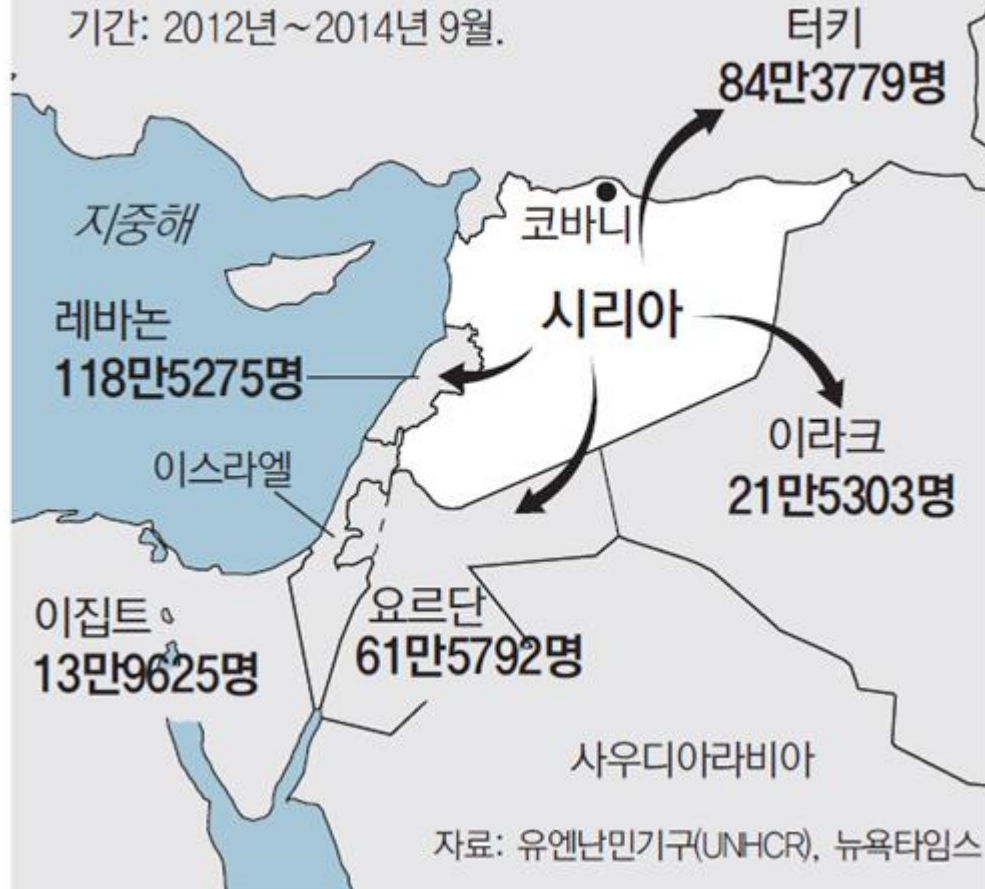 기간: 2012년~2014년 9월.
터키
84만3779명
지중해
코바니
시리아
레바논
118만5275명
이라크
21만5303명
이스라엘
이집트
13만9625명
요르단
61만5792명
사우디아라비아
자료: 유엔난민기구(UNHCR), 뉴욕타임스